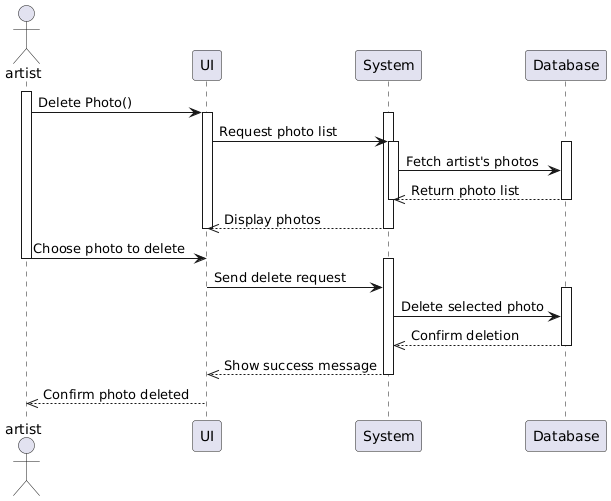 artist
UI
System
Database
Delete Photo()
Request photo list
Fetch artist's photos
Return photo list
Display photos
Choose photo to delete
Send delete request
Delete selected photo
Confirm deletion
Show success message
Confirm photo deleted
artist
UI
System
Database